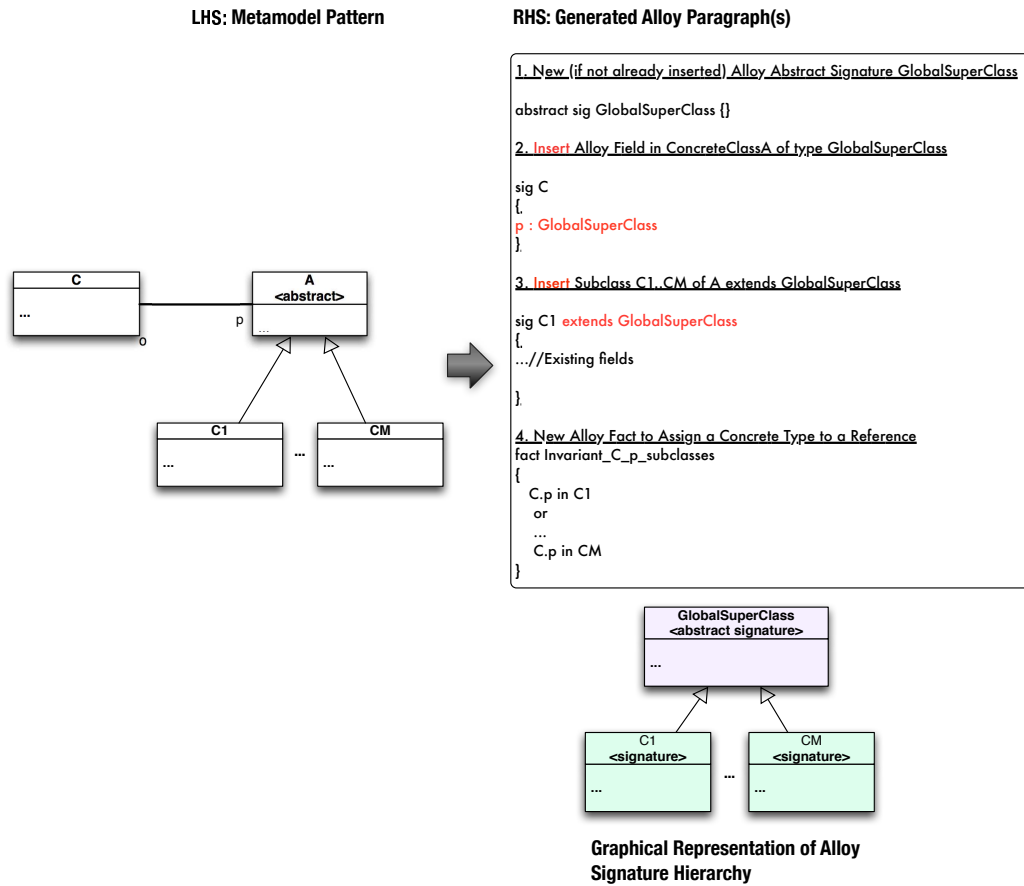 LHS: Metamodel Pattern
RHS: Generated Alloy Paragraph(s)
1. New (if not already inserted) Alloy Abstract Signature GlobalSuperClass
abstract sig GlobalSuperClass {}
2. Insert Alloy Field in ConcreteClassA of type GlobalSuperClass
sig C
{
p : GlobalSuperClass
}
3. Insert Subclass C1..CM of A extends GlobalSuperClass
sig C1 extends GlobalSuperClass
{
...//Existing fields
}
4. New Alloy Fact to Assign a Concrete Type to a Reference
fact Invariant_C_p_subclasses
{
C.p in C1
or
...
C.p in CM
}
C
...
o
p
A
<abstract>
...
C1
...
...
CM
...
GlobalSuperClass
<abstract signature>
...
C1
<signature>
...
...
CM
<signature>
...
Graphical Representation of Alloy
Signature Hierarchy